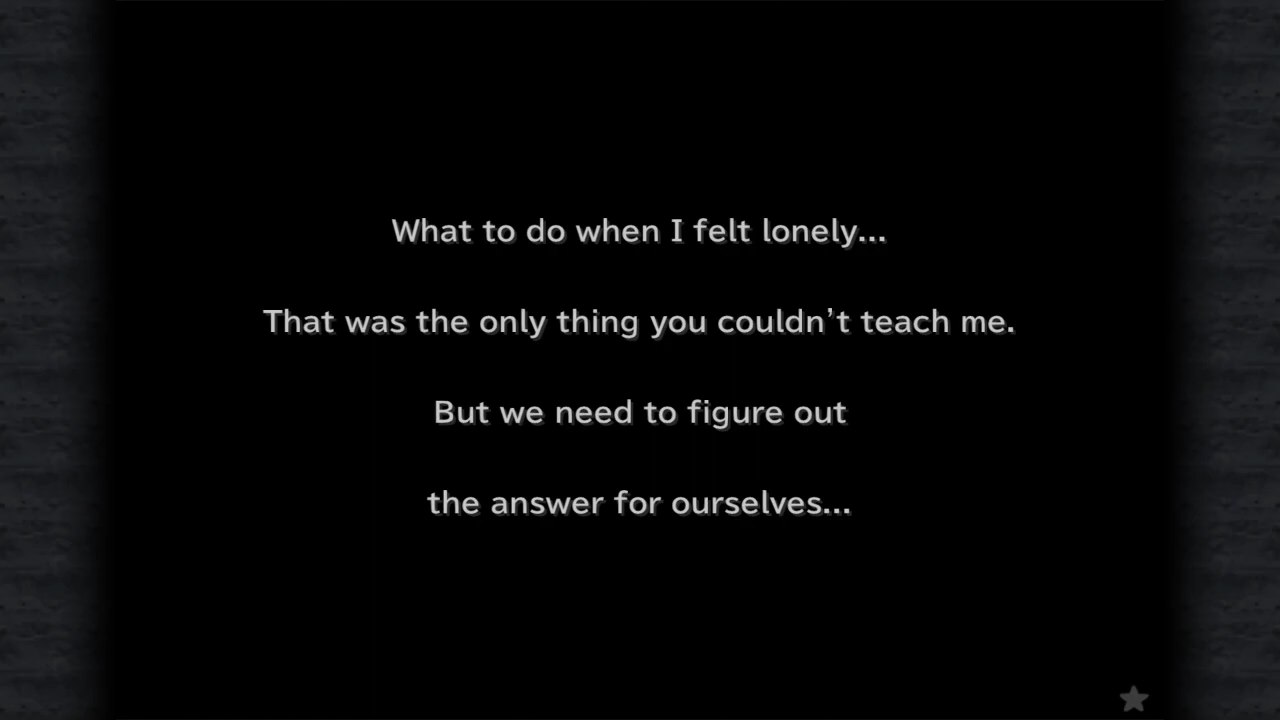 What to do when I felt lonely...
That was the only thing you couldn't teach me.
But we need to figure out
the answer for ourselves...